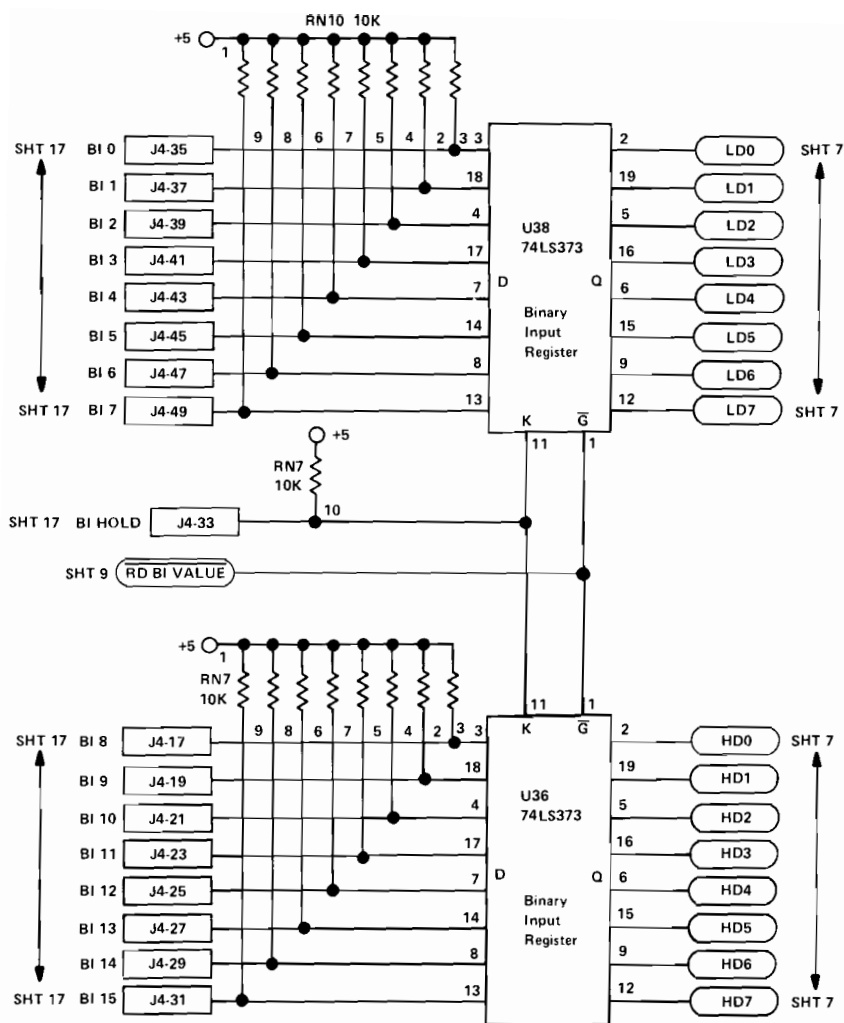 RN10 10K
+5
1
9 8 6 7 5 4 2 3 3
SHT 17 BI 0 J4-35 2 LD0 SHT 7
BI 1 J4-37 18 19 LD1
BI 2 J4-39 4 5 LD2
U38
74LS373
BI 3 J4-41 17 16 LD3
D Q
BI 4 J4-43 7 6 LD4
Binary
Input
Register
BI 5 J4-45 14 15 LD5
BI 6 J4-47 8 9 LD6
SHT 17 BI 7 J4-49 13 12 LD7 SHT 7
K G̅
11 1
+5
RN7
10K
10
SHT 17 BI HOLD J4-33
SHT 9 R̅D̅ B̅I̅ V̅A̅L̅U̅E̅
+5
1
RN7
10K
11 1
K G̅
9 8 6 7 5 4 2 3 3
SHT 17 BI 8 J4-17 2 HD0 SHT 7
BI 9 J4-19 18 19 HD1
BI 10 J4-21 4 5 HD2
U36
74LS373
BI 11 J4-23 17 16 HD3
D Q
BI 12 J4-25 7 6 HD4
Binary
Input
Register
BI 13 J4-27 14 15 HD5
BI 14 J4-29 8 9 HD6
SHT 17 BI 15 J4-31 13 12 HD7 SHT 7